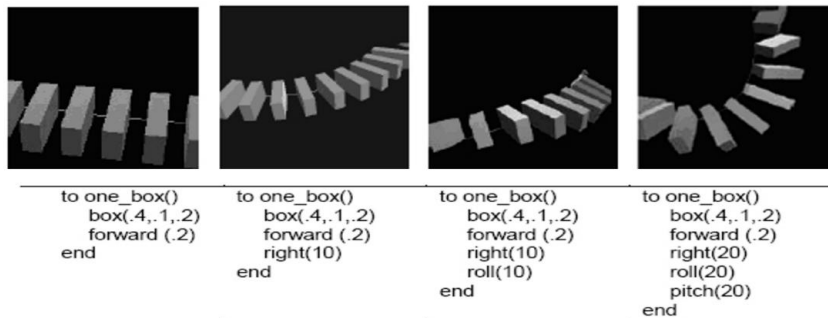 to one_box()
box(.4,.1,.2)
forward (.2)
end
to one_box()
box(.4,.1,.2)
forward (.2)
right(10)
end
to one_box()
box(.4,.1,.2)
forward (.2)
right(10)
roll(10)
end
to one_box()
box(.4,.1,.2)
forward (.2)
right(20)
roll(20)
pitch(20)
end